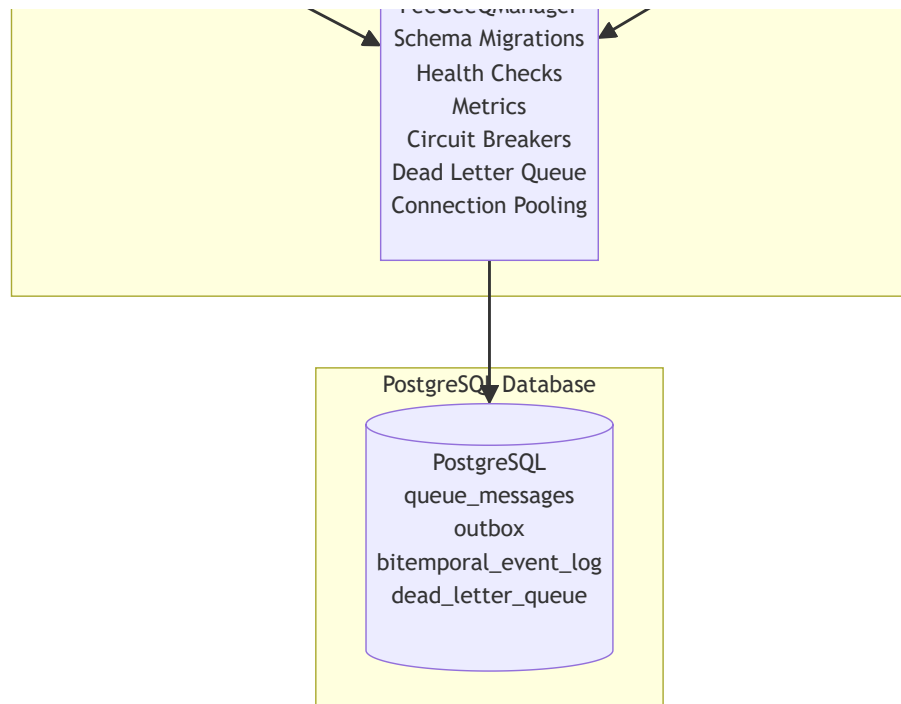 PeeGeeQManager
Schema Migrations
Health Checks
Metrics
Circuit Breakers
Dead Letter Queue
Connection Pooling
PostgreSQL Database
PostgreSQL
queue_messages
outbox
bitemporal_event_log
dead_letter_queue